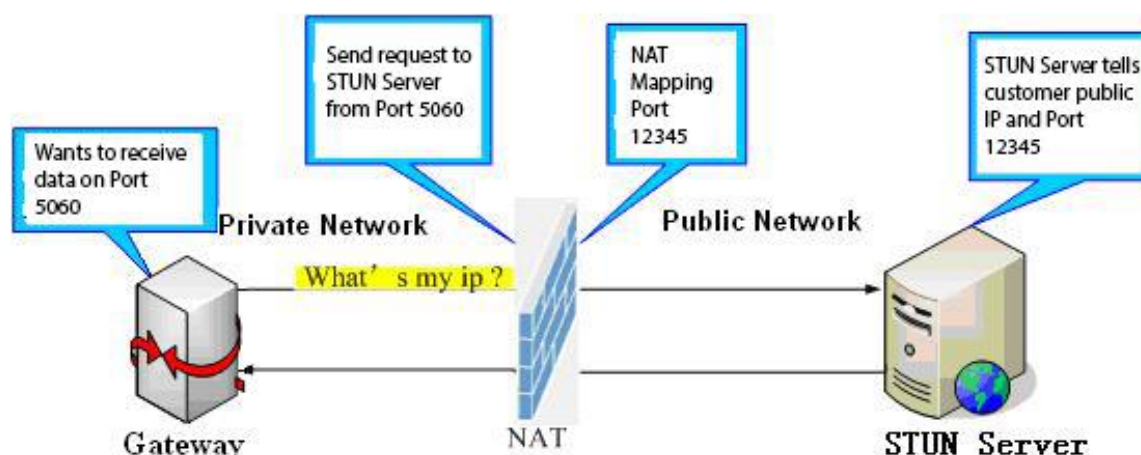 Send request to
STUN Server
from Port 5060
NAT
Mapping
Port
12345
STUN Server tells
customer public
IP and Port
12345
Wants to receive
data on Port
5060
Private Network
Public Network
What's my ip ?
Gateway
NAT
STUN Server